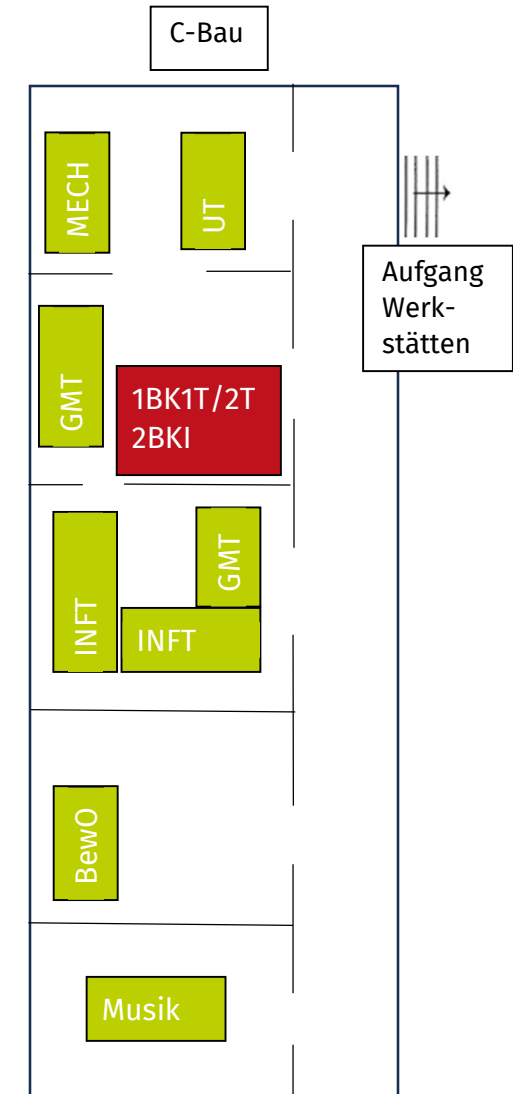 C-Bau
MECH
UT
Aufgang
Werk-
stätten
GMT
1BK1T/2T
2BKI
GMT
INFT
INFT
BewO
Musik